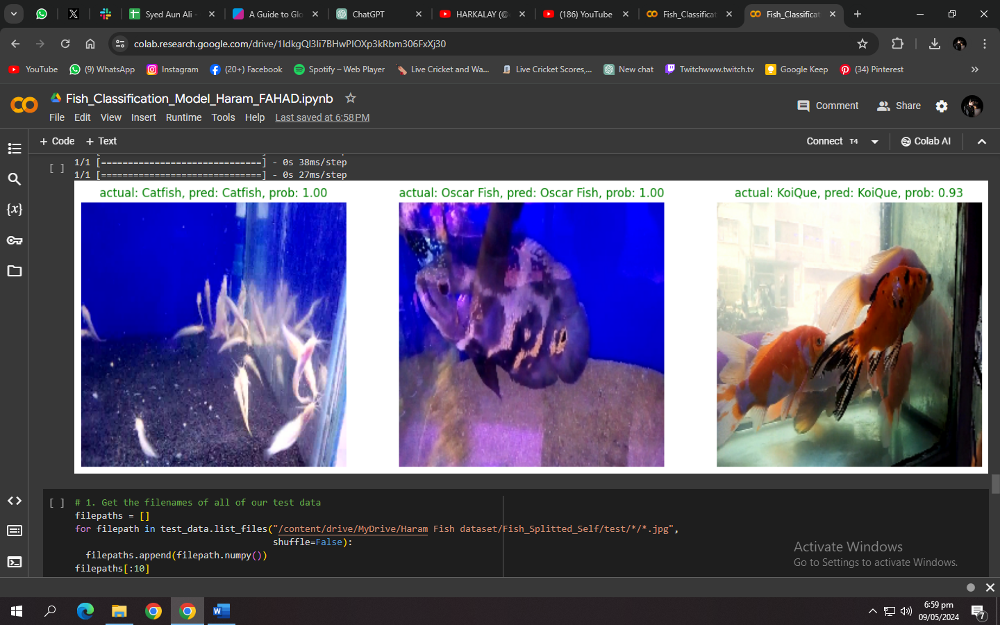 Syed Aun Ali -
A Guide to Glo
ChatGPT
HARKALAY (@
(186) YouTube
Fish_Classificat
Fish_Classificat
colab.research.google.com/drive/1IdkgQI3Ii7BHwPIOXp3kRbm306FxXj30
YouTube
(9) WhatsApp
Instagram
(20+) Facebook
Spotify – Web Player
Live Cricket and Wa...
Live Cricket Scores,...
New chat
Twitchwww.twitch.tv
Google Keep
(34) Pinterest
Fish_Classification_Model_Haram_FAHAD.ipynb
File Edit View Insert Runtime Tools Help Last saved at 6:58 PM
Comment
Share
+ Code + Text
Connect T4
Colab AI
1/1 [==============================] - 0s 38ms/step
[ ]
1/1 [==============================] - 0s 27ms/step
actual: Catfish, pred: Catfish, prob: 1.00
actual: Oscar Fish, pred: Oscar Fish, prob: 1.00
actual: KoiQue, pred: KoiQue, prob: 0.93
{x}
[ ] # 1. Get the filenames of all of our test data
filepaths = []
for filepath in test_data.list_files("/content/drive/MyDrive/Haram Fish dataset/Fish_Splitted_Self/test/*/*.jpg",
shuffle=False):
filepaths.append(filepath.numpy())
filepaths[:10]
Activate Windows
Go to Settings to activate Windows.
6:59 pm
09/05/2024
7